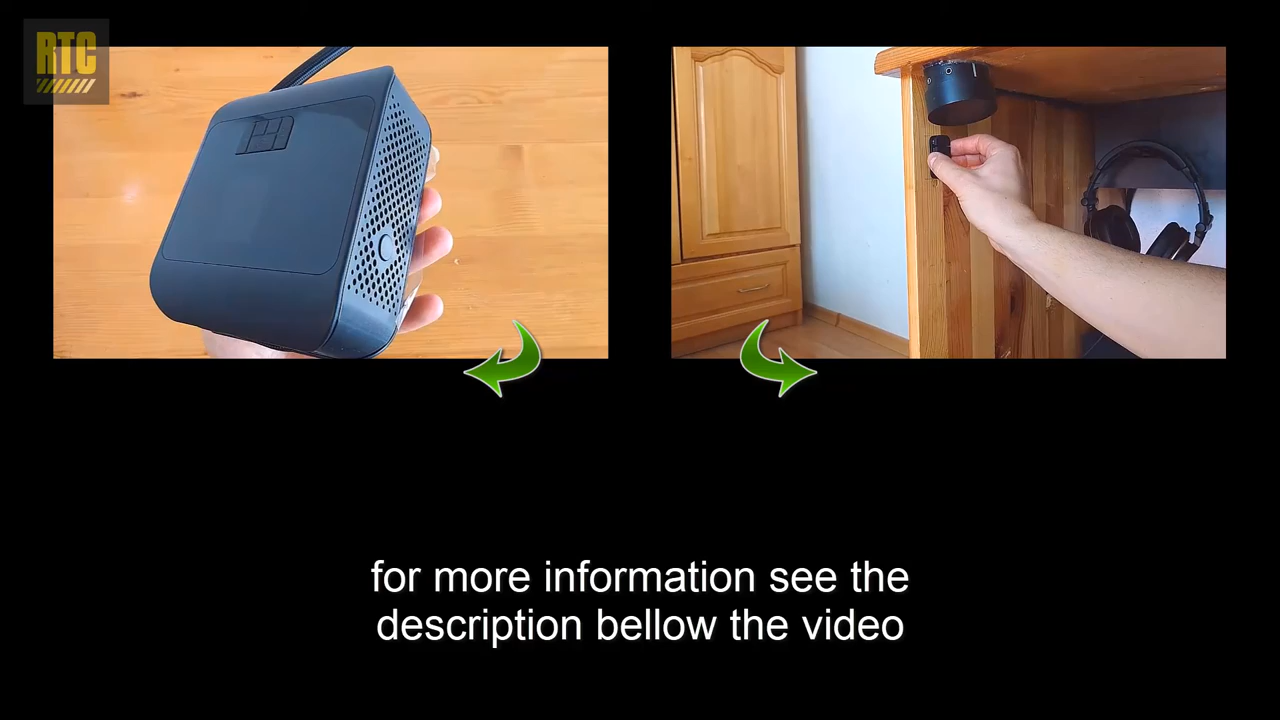 RTC
for more information see the
description bellow the video